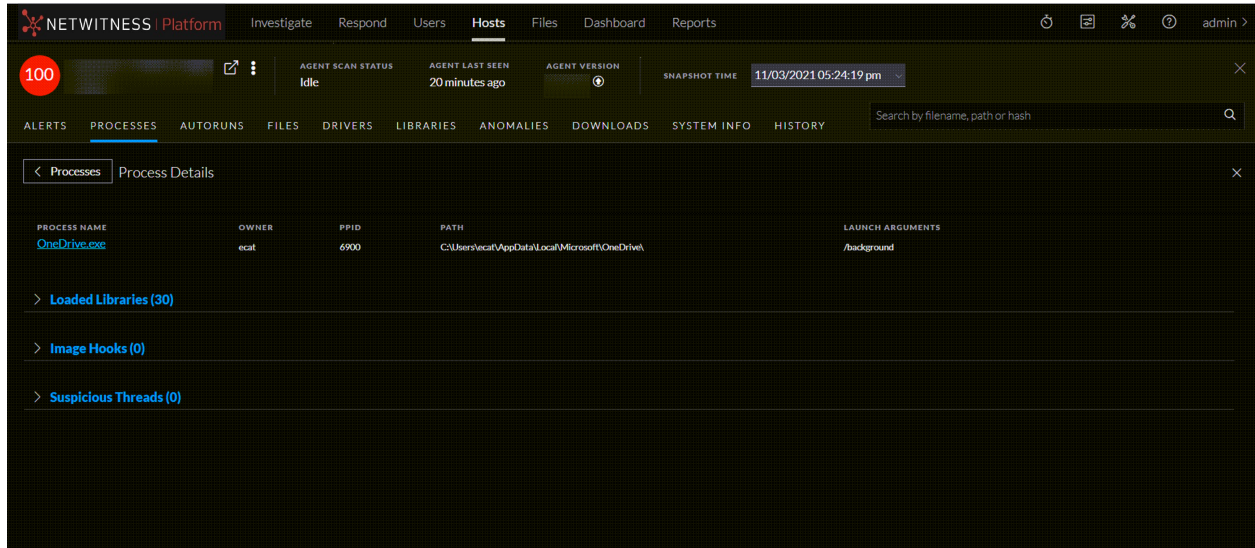 NETWITNESS Platform Investigate Respond Users Hosts Files Dashboard Reports admin >
100 AGENT SCAN STATUS AGENT LAST SEEN AGENT VERSION SNAPSHOT TIME 11/03/2021 05:24:19 pm
Idle 20 minutes ago
ALERTS PROCESSES AUTORUNS FILES DRIVERS LIBRARIES ANOMALIES DOWNLOADS SYSTEM INFO HISTORY Search by filename, path or hash
< Processes Process Details
PROCESS NAME OWNER PPID PATH LAUNCH ARGUMENTS
OneDrive.exe ecat 6900 C:\Users\ecat\AppData\Local\Microsoft\OneDrive\ /background
> Loaded Libraries (30)
> Image Hooks (0)
> Suspicious Threads (0)